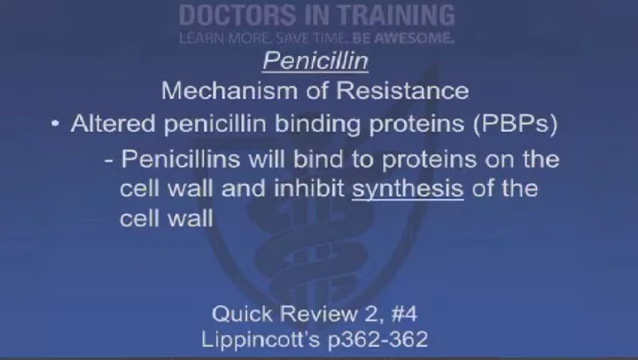 DOCTORS IN TRAINING
LEARN MORE. SAVE TIME. BE AWESOME.
Penicillin
Mechanism of Resistance
• Altered penicillin binding proteins (PBPs)
- Penicillins will bind to proteins on the
cell wall and inhibit synthesis of the
cell wall
Quick Review 2, #4
Lippincott's p362-362